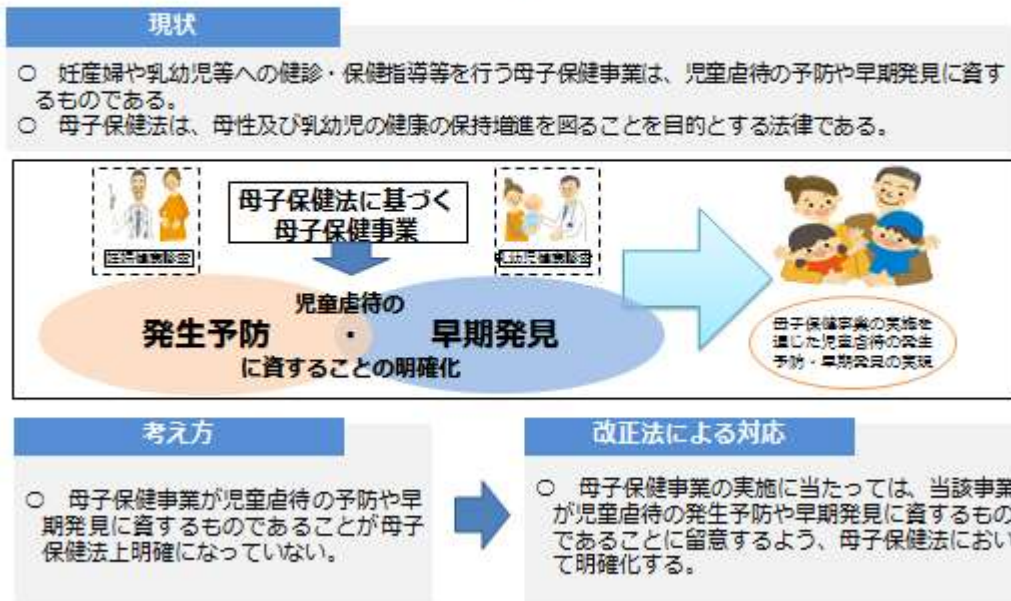 現状
○　妊産婦や乳幼児等への健診・保健指導等を行う母子保健事業は、児童虐待の予防や早期発見に資す
るものである。
○　母子保健法は、母性及び乳幼児の健康の保持増進を図ることを目的とする法律である。
母子保健法に基づく
母子保健事業
妊婦健康診査
乳幼児健康診査
児童虐待の
発生予防　・　早期発見
に資することの明確化
母子保健事業の実施を
通じた児童虐待の発生
予防・早期発見の実現
考え方
○　母子保健事業が児童虐待の予防や早
期発見に資するものであることが母子
保健法上明確になっていない。
改正法による対応
○　母子保健事業の実施に当たっては、当該事業
が児童虐待の発生予防や早期発見に資するもの
であることに留意するよう、母子保健法におい
て明確化する。